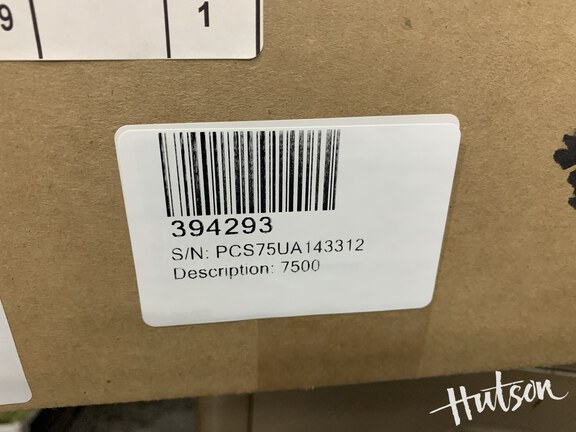 9
1
394293
S/N: PCS75UA143312
Description: 7500
Hutson